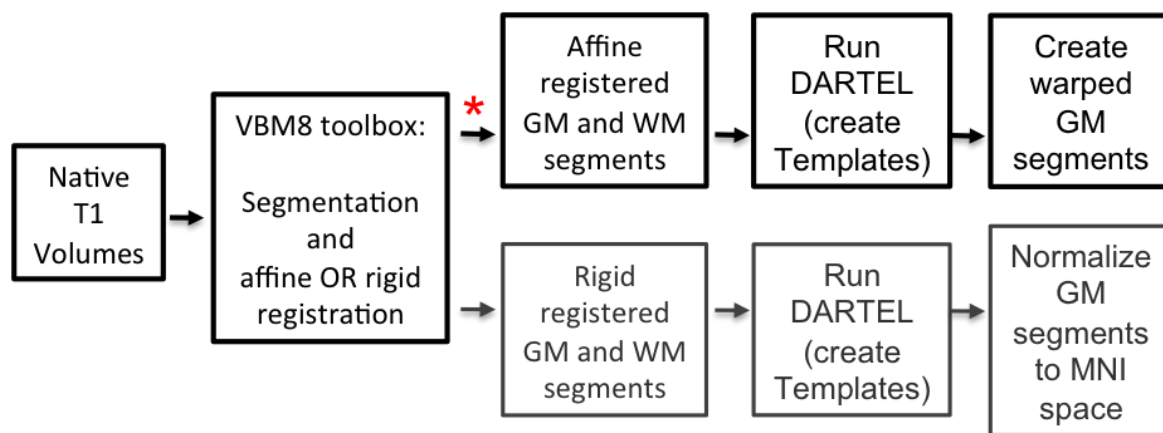 Native
T1
Volumes
VBM8 toolbox:
Segmentation
and
affine OR rigid
registration
*
Affine
registered
GM and WM
segments
Run
DARTEL
(create
Templates)
Create
warped
GM
segments
Rigid
registered
GM and WM
segments
Run
DARTEL
(create
Templates)
Normalize
GM
segments
to MNI
space